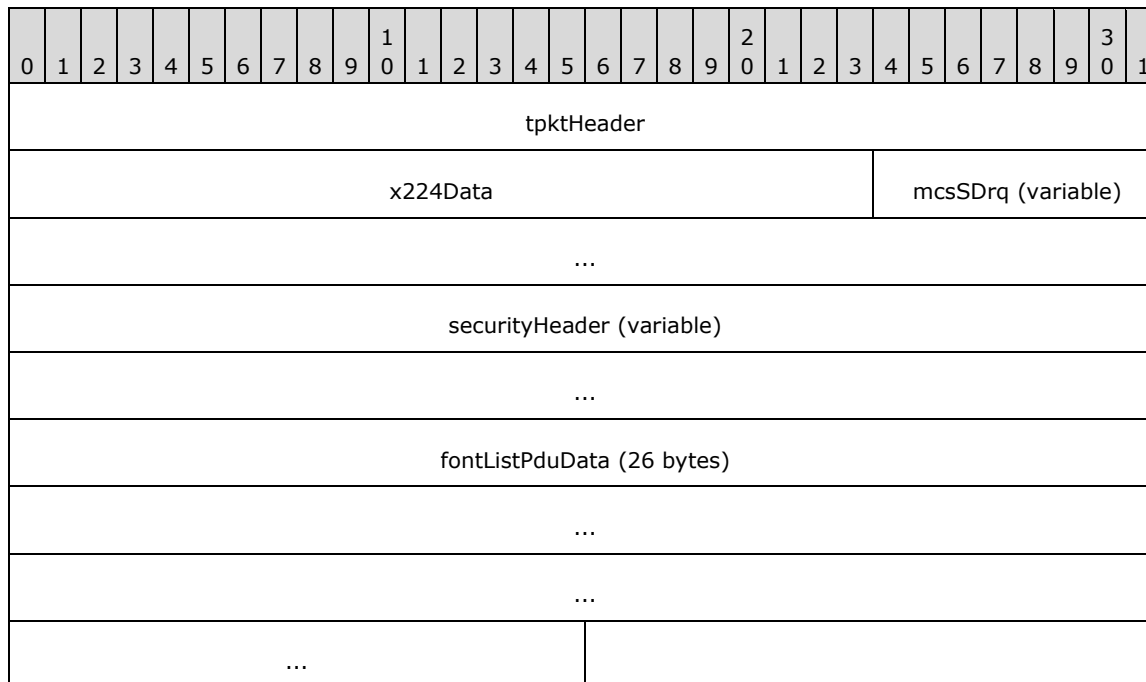 1 2 3
0 1 2 3 4 5 6 7 8 9 0 1 2 3 4 5 6 7 8 9 0 1 2 3 4 5 6 7 8 9 0 1
tpktHeader
x224Data mcsSDrq (variable)
...
securityHeader (variable)
...
fontListPduData (26 bytes)
...
...
...